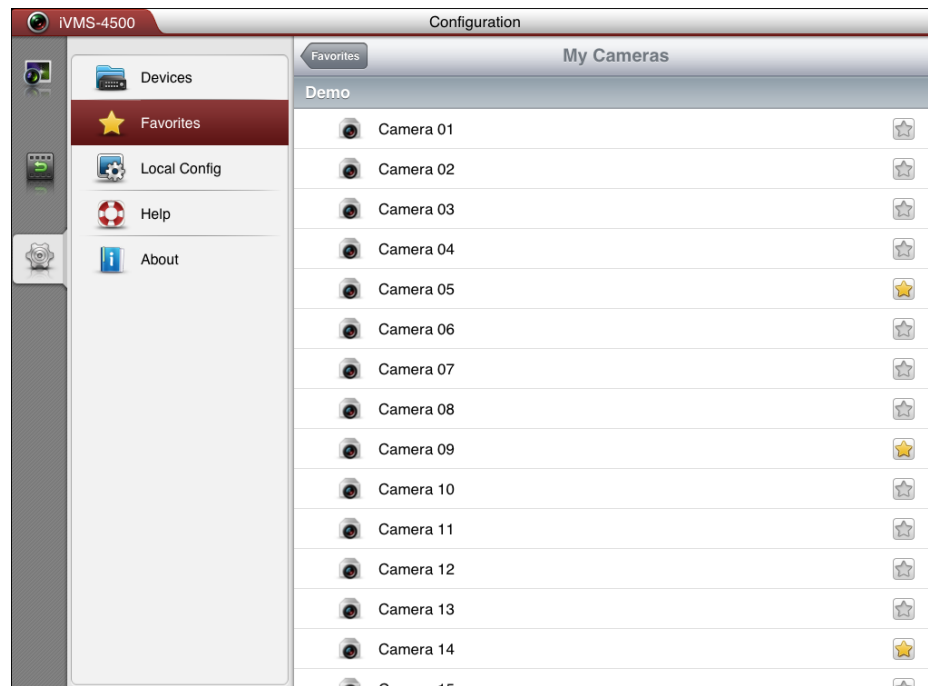 iVMS-4500
Configuration
Devices
Favorites
Local Config
Help
About
Favorites
My Cameras
Demo
Camera 01
Camera 02
Camera 03
Camera 04
Camera 05
Camera 06
Camera 07
Camera 08
Camera 09
Camera 10
Camera 11
Camera 12
Camera 13
Camera 14